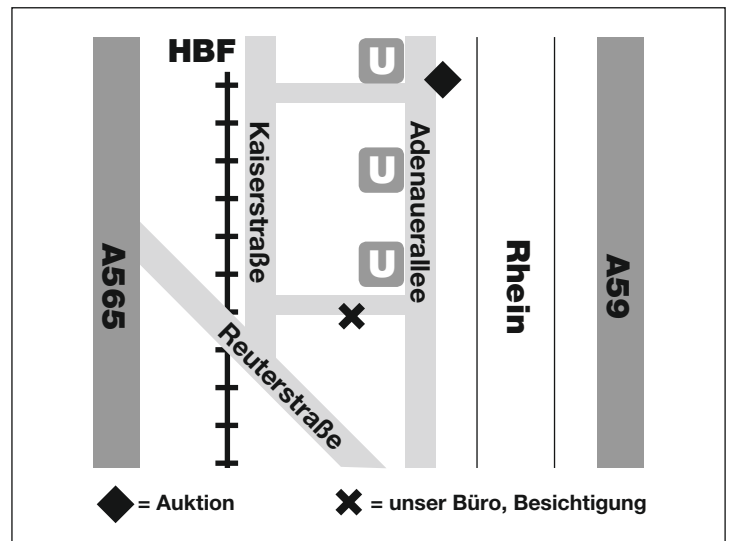 HBF
U
Kaiserstraße
Adenauerallee
U
U
A565
Rhein
A59
Reuterstraße
= Auktion
= unser Büro, Besichtigung